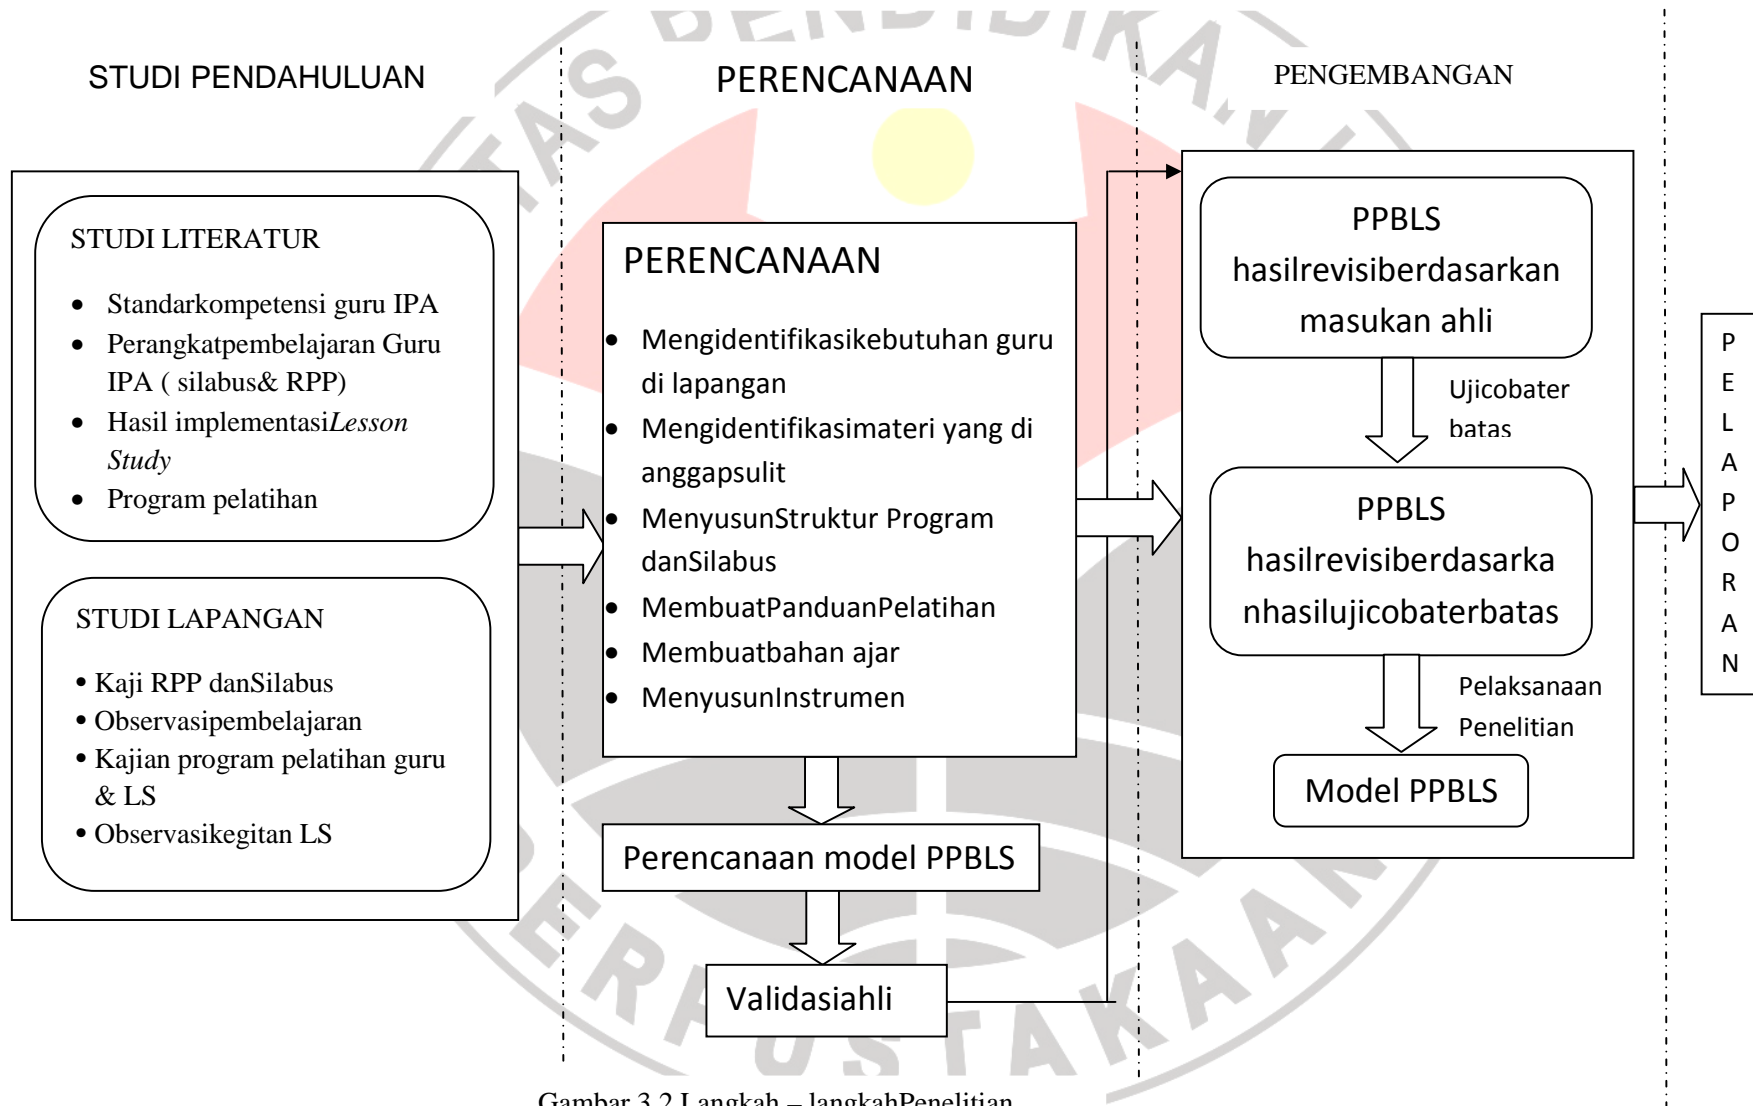 STUDI PENDAHULUAN
STUDI LITERATUR
• Standarkompetensi guru IPA
• Perangkatpembelajaran Guru
IPA ( silabus& RPP)
• Hasil implementasiLesson
Study
• Program pelatihan
STUDI LAPANGAN
• Kaji RPP danSilabus
• Observasipembelajaran
• Kajian program pelatihan guru
& LS
• Observasikegitan LS
PERENCANAAN
PERENCANAAN
• Mengidentifikasikebutuhan guru
di lapangan
• Mengidentifikasimateri yang di
anggapsulit
• MenyusunStruktur Program
danSilabus
• MembuatPanduanPelatihan
• Membuatbahan ajar
• MenyusunInstrumen
Perencanaan model PPBLS
Validasiahli
PENGEMBANGAN
PPBLS
hasilrevisiberdasarkan
masukan ahli
Ujicobater
batas
PPBLS
hasilrevisiberdasarka
nhasilujicobaterbatas
Pelaksanaan
Penelitian
Model PPBLS
P
E
L
A
P
O
R
A
N
Gambar 3.2 Langkah – langkahPenelitian
TAS PENDIDIKAN I
PERPUSTAKAAN